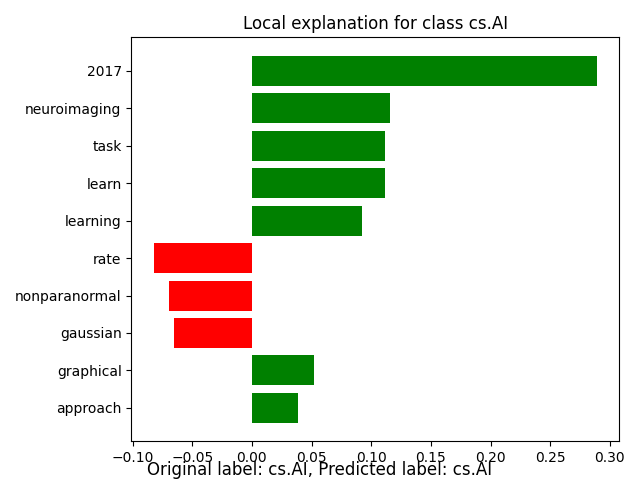 Local explanation for class cs.AI
2017
neuroimaging
task
learn
learning
rate
nonparanormal
gaussian
graphical
approach
−0.10 −0.05 0.00 0.05 0.10 0.15 0.20 0.25 0.30
Original label: cs.AI, Predicted label: cs.AI